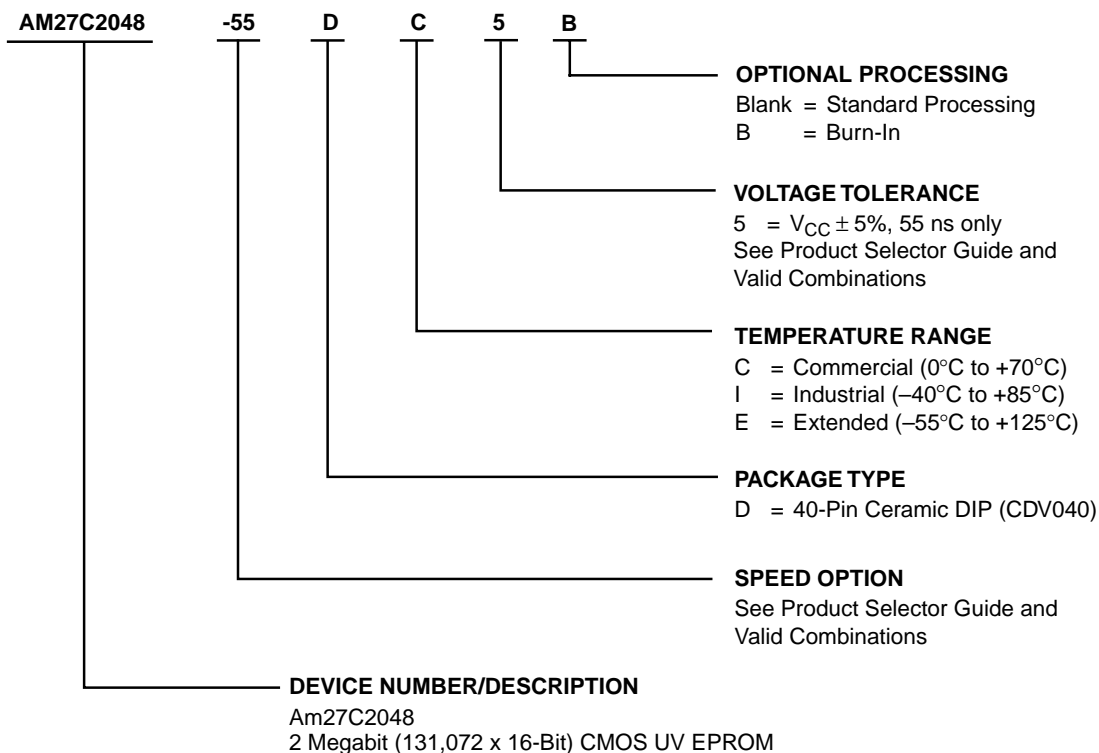 AM27C2048 -55 D C 5 B
OPTIONAL PROCESSING
Blank = Standard Processing
B = Burn-In
VOLTAGE TOLERANCE
5 = VCC ± 5%, 55 ns only
See Product Selector Guide and
Valid Combinations
TEMPERATURE RANGE
C = Commercial (0°C to +70°C)
I = Industrial (–40°C to +85°C)
E = Extended (–55°C to +125°C)
PACKAGE TYPE
D = 40-Pin Ceramic DIP (CDV040)
SPEED OPTION
See Product Selector Guide and
Valid Combinations
DEVICE NUMBER/DESCRIPTION
Am27C2048
2 Megabit (131,072 x 16-Bit) CMOS UV EPROM